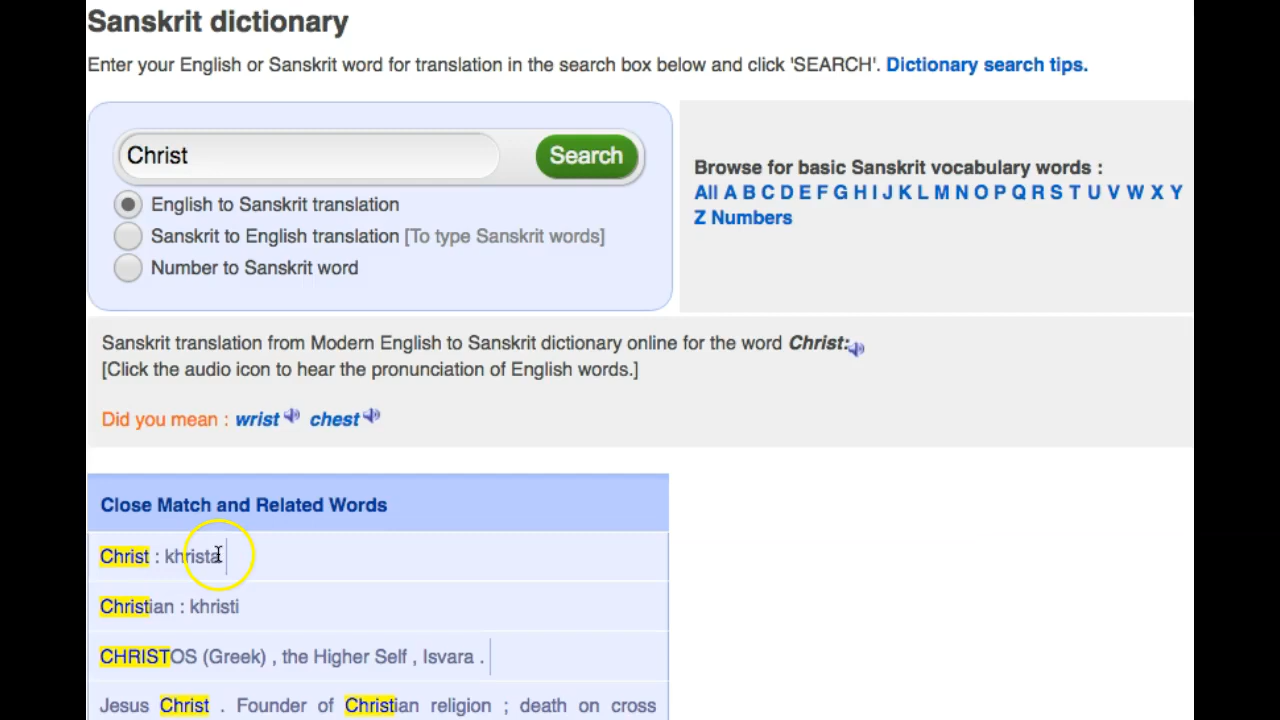 Sanskrit dictionary
Enter your English or Sanskrit word for translation in the search box below and click 'SEARCH'. Dictionary search tips.
Christ
Search
English to Sanskrit translation
Sanskrit to English translation [To type Sanskrit words]
Number to Sanskrit word
Browse for basic Sanskrit vocabulary words :
All A B C D E F G H I J K L M N O P Q R S T U V W X Y
Z Numbers
Sanskrit translation from Modern English to Sanskrit dictionary online for the word Christ:
[Click the audio icon to hear the pronunciation of English words.]
Did you mean : wrist chest
Close Match and Related Words
Christ : khrista
Christian : khristi
CHRISTOS (Greek) , the Higher Self , Isvara .
Jesus Christ . Founder of Christian religion ; death on cross